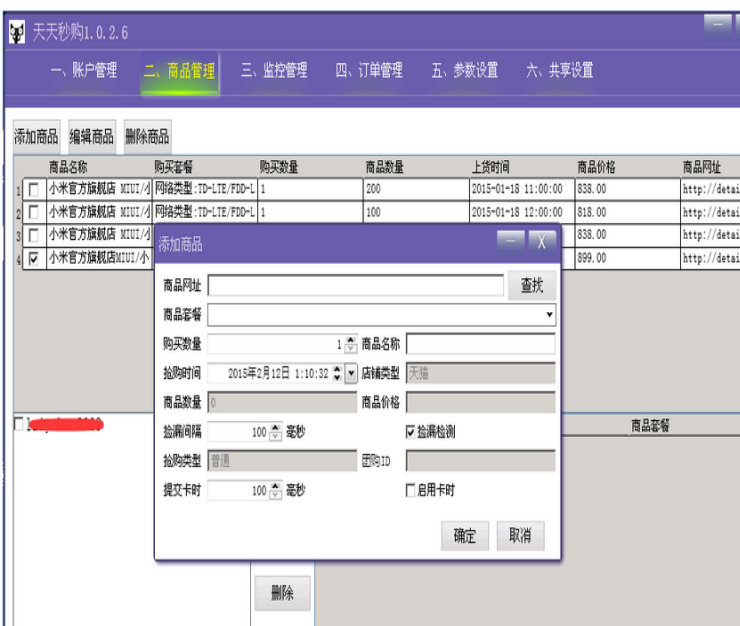 天天秒购1.0.2.6
一、账户管理 二、商品管理 三、监控管理 四、订单管理 五、参数设置 六、共享设置
添加商品 编辑商品 删除商品
商品名称 购买套餐 购买数量 商品数量 上货时间 商品价格 商品网址
1 小米官方旗舰店 MIUI/小 网络类型:TD-LTE/FDD-L 1 200 2015-01-18 11:00:00 838.00 http://detai
2 小米官方旗舰店 MIUI/小 网络类型:TD-LTE/FDD-L 1 100 2015-01-18 12:00:00 818.00 http://detai
3 小米官方旗舰店 MIUI/小 838.00 http://detai
4 小米官方旗舰店MIUI/小 899.00 http://detai
添加商品
商品网址 查找
商品套餐
购买数量 1 商品名称
抢购时间 2015年2月12日 1:10:32 店铺类型 天猫
商品数量 0 商品价格
捡漏间隔 100 毫秒 捡漏检测
抢购类型 普通 团购ID
提交卡时 100 毫秒 启用卡时
确定 取消
商品套餐
删除